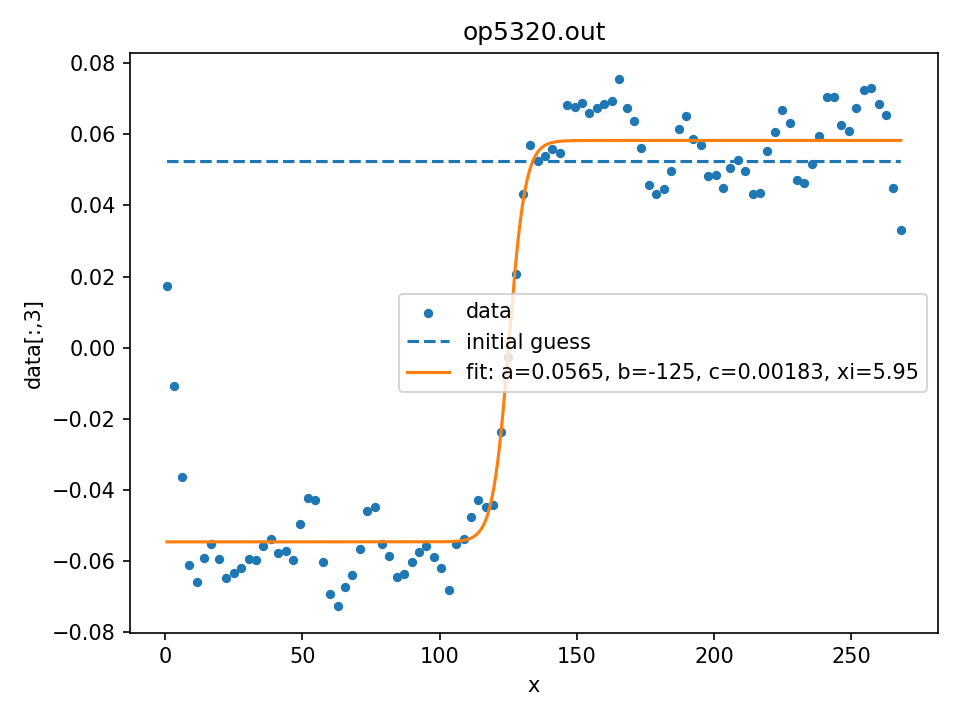 op5320.out
0.08
0.06
0.04
0.02
0.00
−0.02
−0.04
−0.06
−0.08
data[:,3]
data
initial guess
fit: a=0.0565, b=-125, c=0.00183, xi=5.95
0 50 100 150 200 250
x